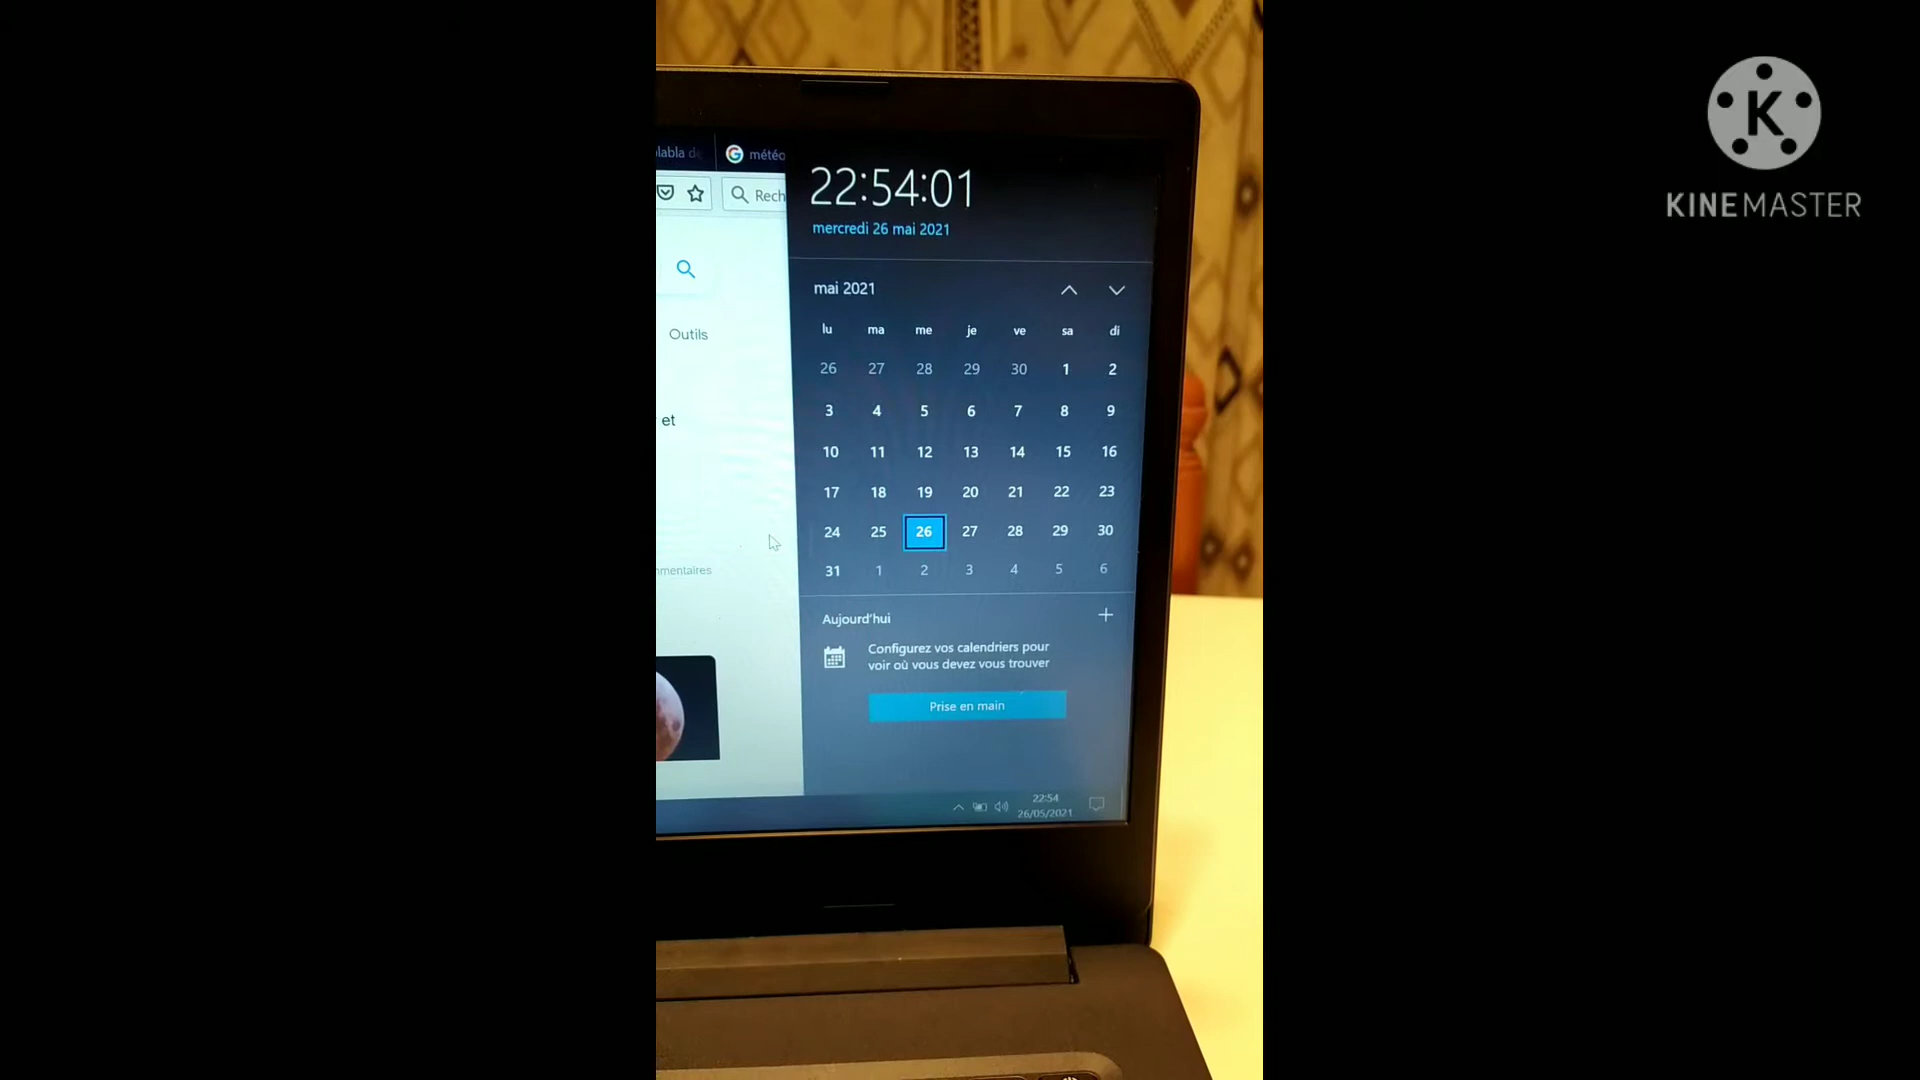 météo
22:54:01
Rech
mercredi 26 mai 2021
mai 2021
lu ma me je ve sa di
Outils
26 27 28 29 30 1 2
3 4 5 6 7 8 9
et
10 11 12 13 14 15 16
17 18 19 20 21 22 23
24 25 26 27 28 29 30
mmentaires
31 1 2 3 4 5 6
Aujourd'hui
Configurez vos calendriers pour
voir où vous devez vous trouver
Prise en main
22:54
26/05/2021
K
KINEMASTER